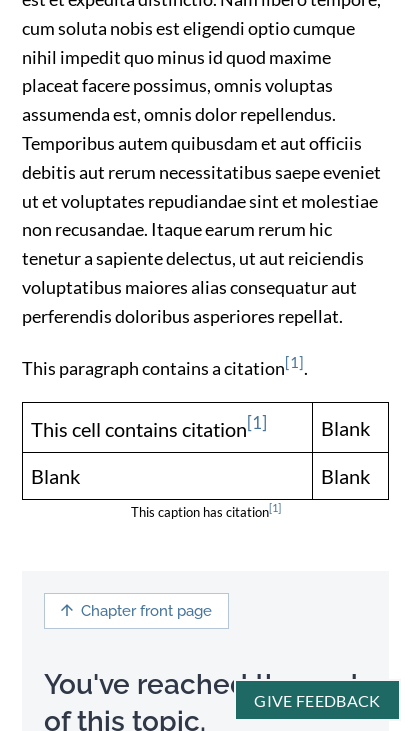 est et expedita distinctio. Nam libero tempore,
cum soluta nobis est eligendi optio cumque
nihil impedit quo minus id quod maxime
placeat facere possimus, omnis voluptas
assumenda est, omnis dolor repellendus.
Temporibus autem quibusdam et aut officiis
debitis aut rerum necessitatibus saepe eveniet
ut et voluptates repudiandae sint et molestiae
non recusandae. Itaque earum rerum hic
tenetur a sapiente delectus, ut aut reiciendis
voluptatibus maiores alias consequatur aut
perferendis doloribus asperiores repellat.
This paragraph contains a citation[1].
This cell contains citation[1] Blank
Blank Blank
This caption has citation[1]
↑ Chapter front page
You've reached
of this topic.
GIVE FEEDBACK